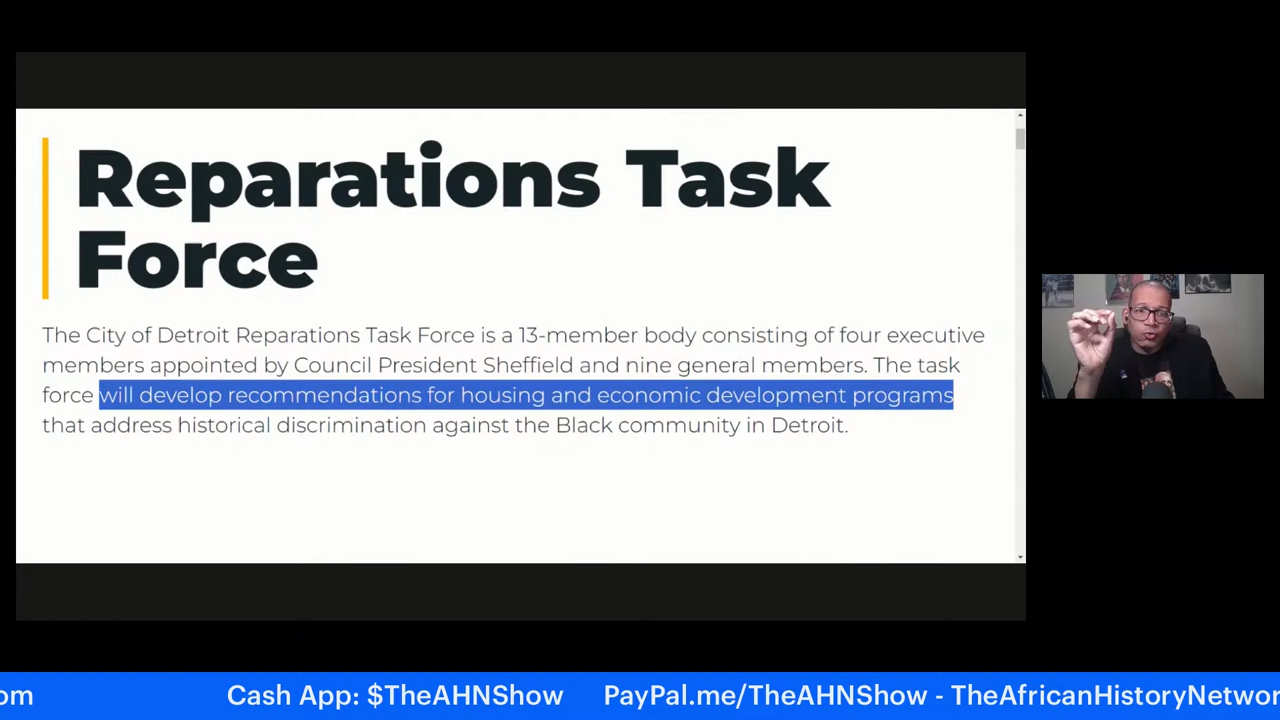 Reparations Task
Force
The City of Detroit Reparations Task Force is a 13-member body consisting of four executive
members appointed by Council President Sheffield and nine general members. The task
force will develop recommendations for housing and economic development programs
that address historical discrimination against the Black community in Detroit.
om Cash App: $TheAHNShow PayPal.me/TheAHNShow - TheAfricanHistoryNetwor